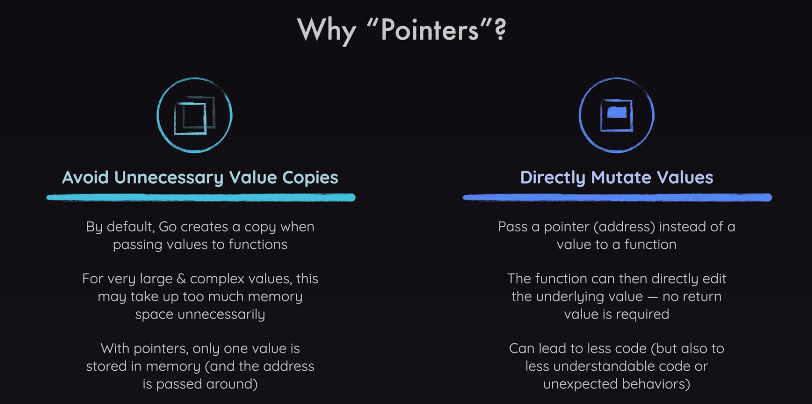 Why “Pointers”?
Avoid Unnecessary Value Copies
By default, Go creates a copy when
passing values to functions
For very large & complex values, this
may take up too much memory
space unnecessarily
With pointers, only one value is
stored in memory (and the address
is passed around)
Directly Mutate Values
Pass a pointer (address) instead of a
value to a function
The function can then directly edit
the underlying value — no return
value is required
Can lead to less code (but also to
less understandable code or
unexpected behaviors)